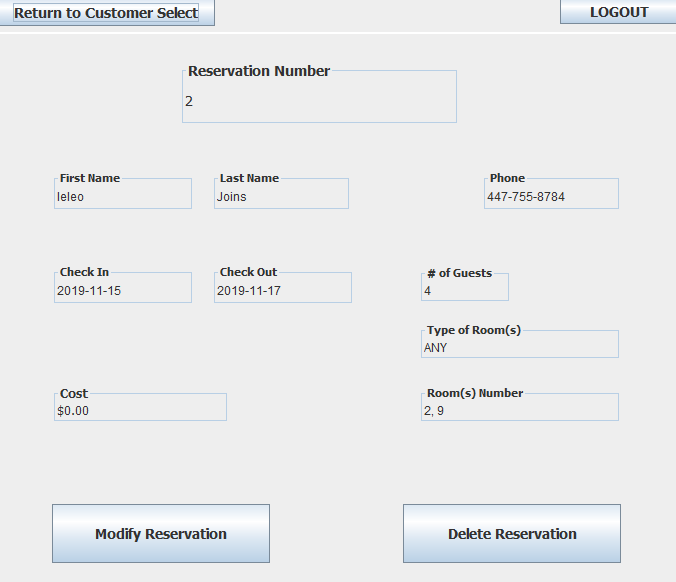 Return to Customer Select
LOGOUT
Reservation Number
2
First Name
Last Name
Phone
leleo
Joins
447-755-8784
Check In
Check Out
# of Guests
2019-11-15
2019-11-17
4
Type of Room(s)
ANY
Cost
Room(s) Number
$0.00
2, 9
Modify Reservation
Delete Reservation